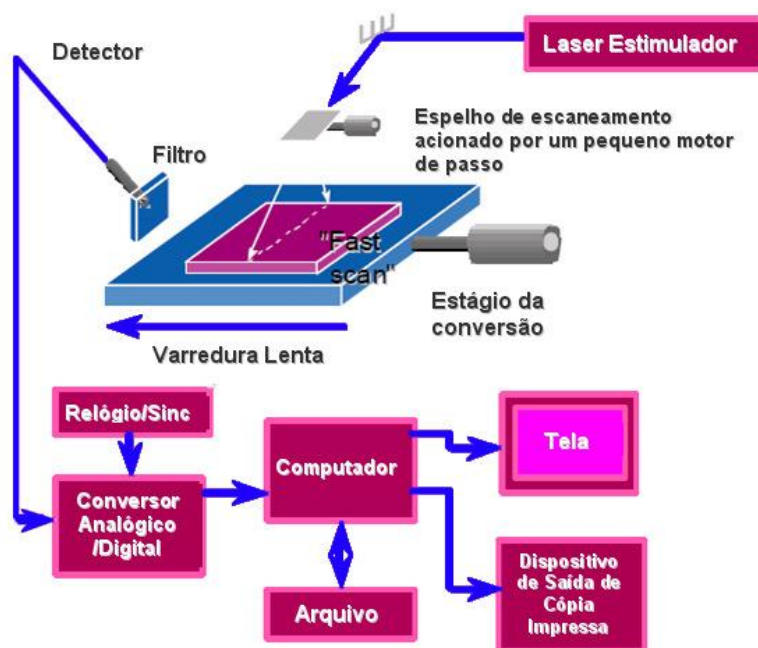 Laser Estimulador
Detector
Espelho de escaneamento
acionado por um pequeno motor
de passo
Filtro
"Fast
scan"
Estágio da
conversão
Varredura Lenta
Relógio/Sinc
Tela
Computador
Conversor
Analógico
/Digital
Dispositivo
de Saída de
Cópia
Impressa
Arquivo